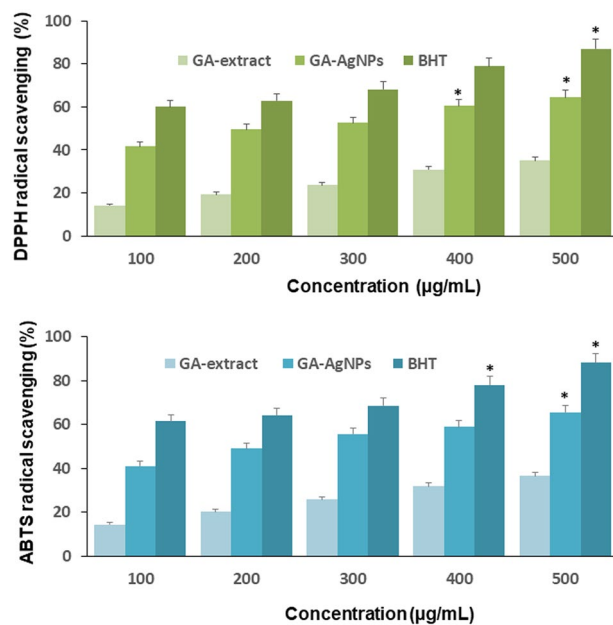 100
80
60
40
20
0
DPPH radical scavenging (%)
GA-extract GA-AgNPs BHT
* * *
100 200 300 400 500
Concentration (µg/mL)
100
80
60
40
20
0
ABTS radical scavenging (%)
GA-extract GA-AgNPs BHT
* * *
100 200 300 400 500
Concentration (µg/mL)